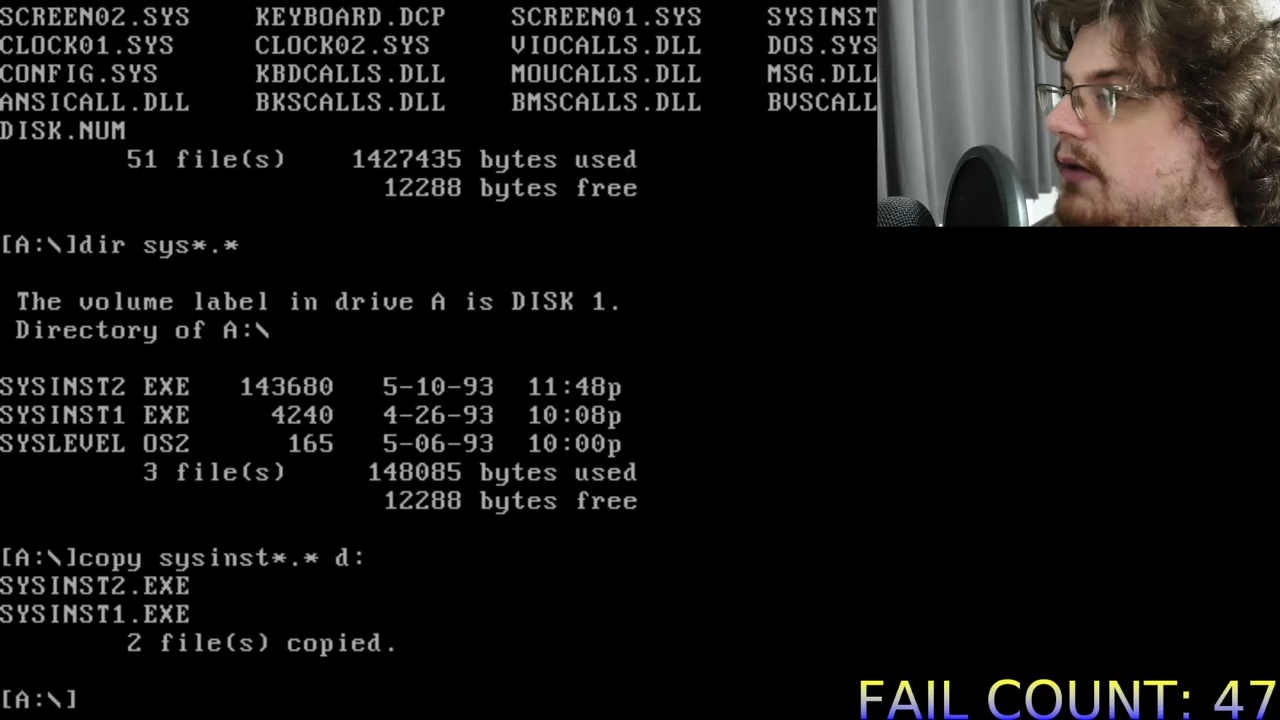 SCREEN02.SYS KEYBOARD.DCP SCREEN01.SYS SYSINST
CLOCK01.SYS CLOCK02.SYS VIOCALLS.DLL DOS.SYS
CONFIG.SYS KBDCALLS.DLL MOUCALLS.DLL MSG.DLL
ANSICALL.DLL BKSCALLS.DLL BMSCALLS.DLL BVSCALL
DISK.NUM
51 file(s) 1427435 bytes used
12288 bytes free
[A:\]dir sys*.*
The volume label in drive A is DISK 1.
Directory of A:\
SYSINST2 EXE 143680 5-10-93 11:48p
SYSINST1 EXE 4240 4-26-93 10:08p
SYSLEVEL OS2 165 5-06-93 10:00p
3 file(s) 148085 bytes used
12288 bytes free
[A:\]copy sysinst*.* d:
SYSINST2.EXE
SYSINST1.EXE
2 file(s) copied.
[A:\]
FAIL COUNT: 47